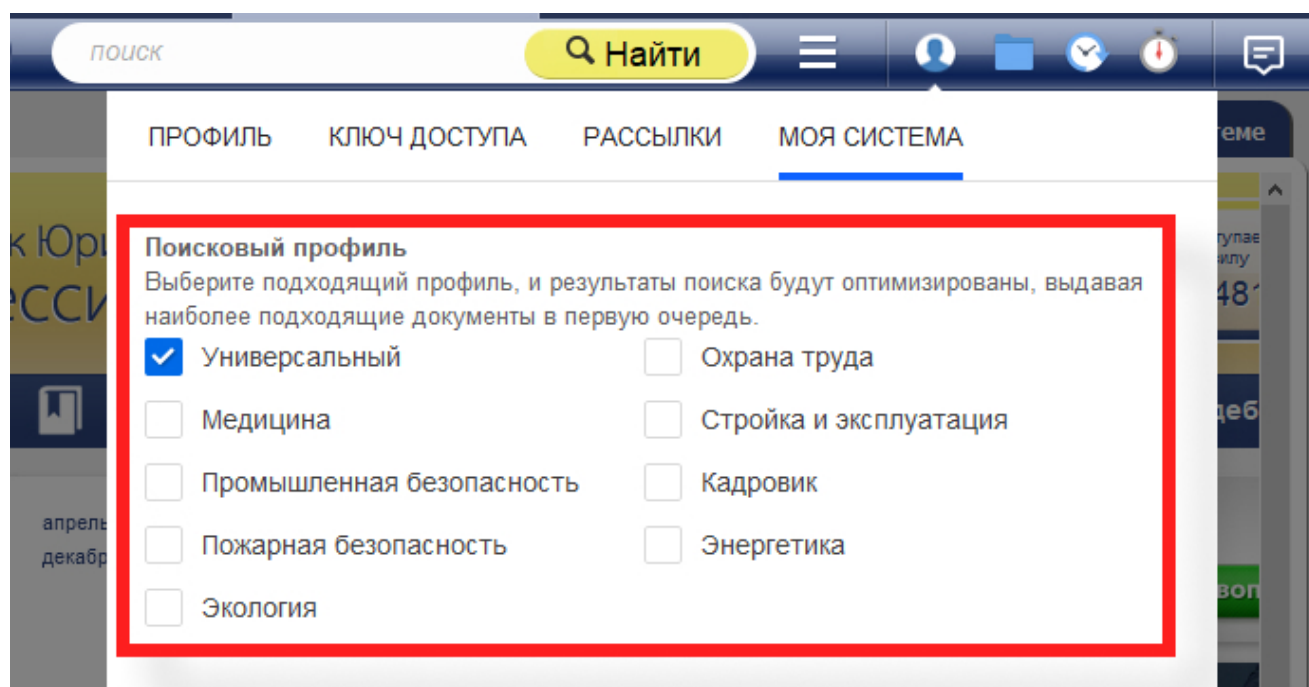 поиск
Найти
ПРОФИЛЬ КЛЮЧ ДОСТУПА РАССЫЛКИ МОЯ СИСТЕМА
Поисковый профиль
Выберите подходящий профиль, и результаты поиска будут оптимизированы, выдавая
наиболее подходящие документы в первую очередь.
Универсальный Охрана труда
Медицина Стройка и эксплуатация
Промышленная безопасность Кадровик
Пожарная безопасность Энергетика
Экология